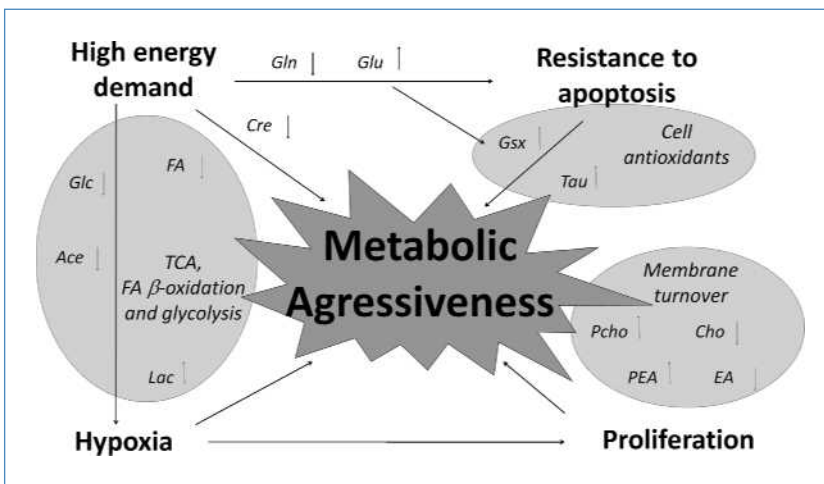 High energy
demand
Gln
Glu
Resistance to
apoptosis
Cre
Gsx
Cell
antioxidants
Tau
Glc
FA
Ace
TCA,
FA β-oxidation
and glycolysis
Lac
Metabolic
Agressiveness
Membrane
turnover
Pcho
Cho
PEA
EA
Hypoxia
Proliferation